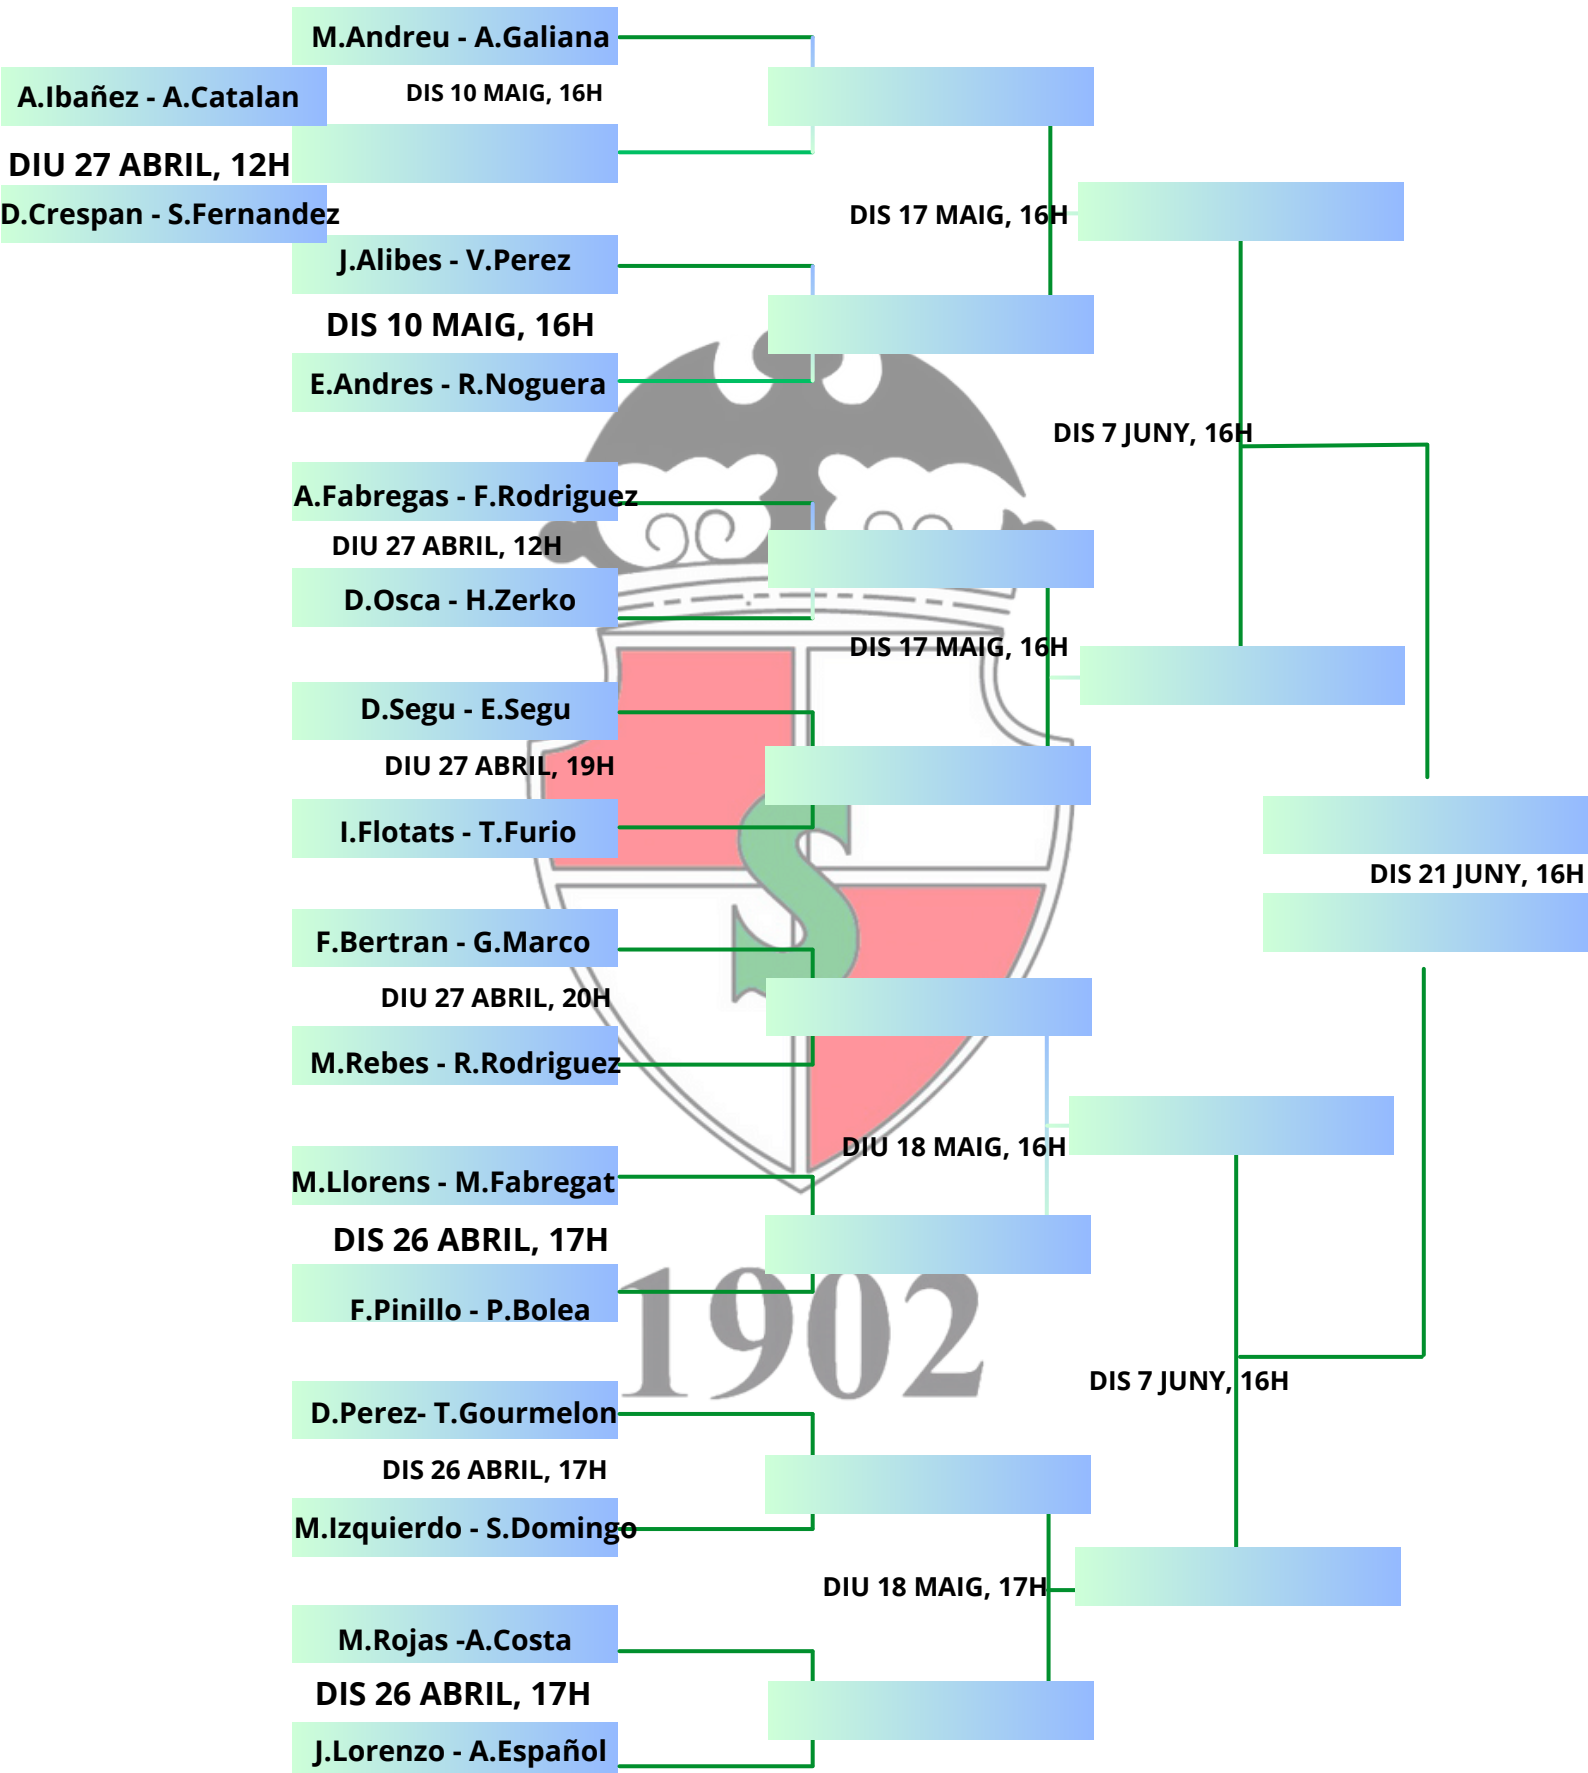 M.Andreu - A.Galiana
A.Ibañez - A.Catalan
DIS 10 MAIG, 16H
DIU 27 ABRIL, 12H
D.Crespan - S.Fernandez
DIS 17 MAIG, 16H
J.Alibes - V.Perez
DIS 10 MAIG, 16H
E.Andres - R.Noguera
DIS 7 JUNY, 16H
A.Fabregas - F.Rodriguez
DIU 27 ABRIL, 12H
D.Osca - H.Zerko
DIS 17 MAIG, 16H
D.Segu - E.Segu
DIU 27 ABRIL, 19H
I.Flotats - T.Furio
S
DIS 21 JUNY, 16H
F.Bertran - G.Marco
DIU 27 ABRIL, 20H
M.Rebes - R.Rodriguez
DIU 18 MAIG, 16H
M.Llorens - M.Fabregat
DIS 26 ABRIL, 17H
F.Pinillo - P.Bolea
1902
DIS 7 JUNY, 16H
D.Perez- T.Gourmelon
DIS 26 ABRIL, 17H
M.Izquierdo - S.Domingo
DIU 18 MAIG, 17H
M.Rojas -A.Costa
DIS 26 ABRIL, 17H
J.Lorenzo - A.Español